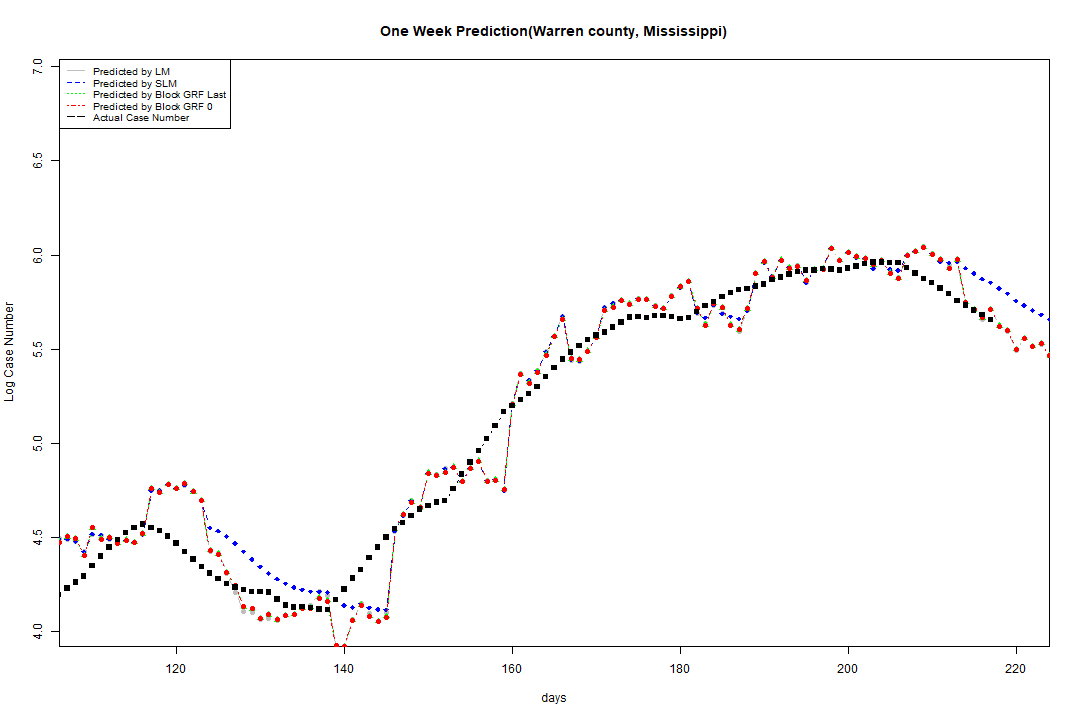 One Week Prediction(Warren county, Mississippi)
Predicted by LM
Predicted by SLM
Predicted by Block GRF Last
Predicted by Block GRF 0
Actual Case Number
7.0
6.5
6.0
5.5
5.0
4.5
4.0
Log Case Number
120 140 160 180 200 220
days